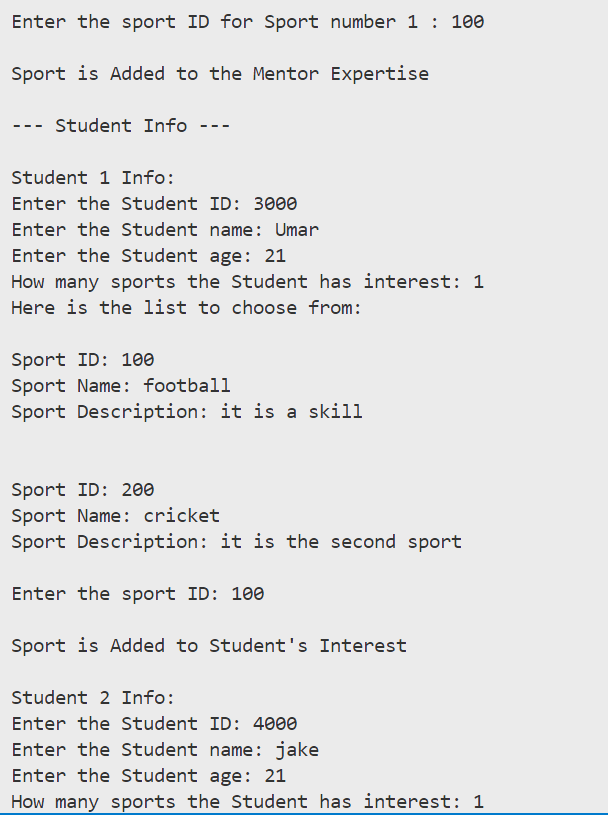 Enter the sport ID for Sport number 1 : 100
Sport is Added to the Mentor Expertise
--- Student Info ---
Student 1 Info:
Enter the Student ID: 3000
Enter the Student name: Umar
Enter the Student age: 21
How many sports the Student has interest: 1
Here is the list to choose from:
Sport ID: 100
Sport Name: football
Sport Description: it is a skill
Sport ID: 200
Sport Name: cricket
Sport Description: it is the second sport
Enter the sport ID: 100
Sport is Added to Student's Interest
Student 2 Info:
Enter the Student ID: 4000
Enter the Student name: jake
Enter the Student age: 21
How many sports the Student has interest: 1